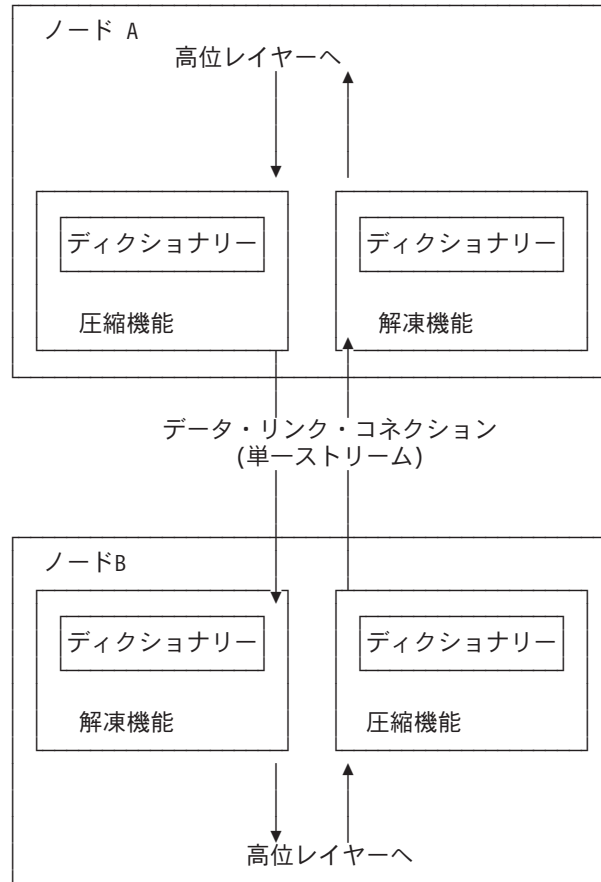 ノード A
高位レイヤーへ
ディクショナリー
ディクショナリー
圧縮機能
解凍機能
データ・リンク・コネクション
(単一ストリーム)
ノードB
ディクショナリー
ディクショナリー
解凍機能
圧縮機能
高位レイヤーへ